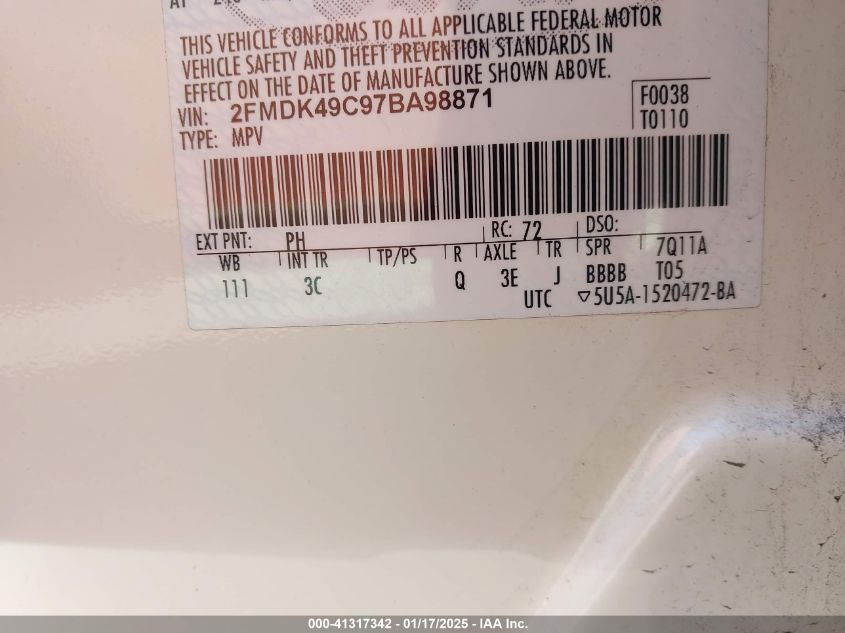 THIS VEHICLE CONFORMS TO ALL APPLICABLE FEDERAL MOTOR
VEHICLE SAFETY AND THEFT PREVENTION STANDARDS IN
EFFECT ON THE DATE OF MANUFACTURE SHOWN ABOVE.
VIN: 2FMDK49C97BA98871
F0038
TYPE: MPV
T0110
EXT PNT: PH RC: 72 DSO:
WB INT TR TP/PS R AXLE TR SPR 7Q11A
111 3C Q 3E J BBBB T05
UTC ▽5U5A-1520472-BA
000-41317342 - 01/17/2025 - IAA Inc.